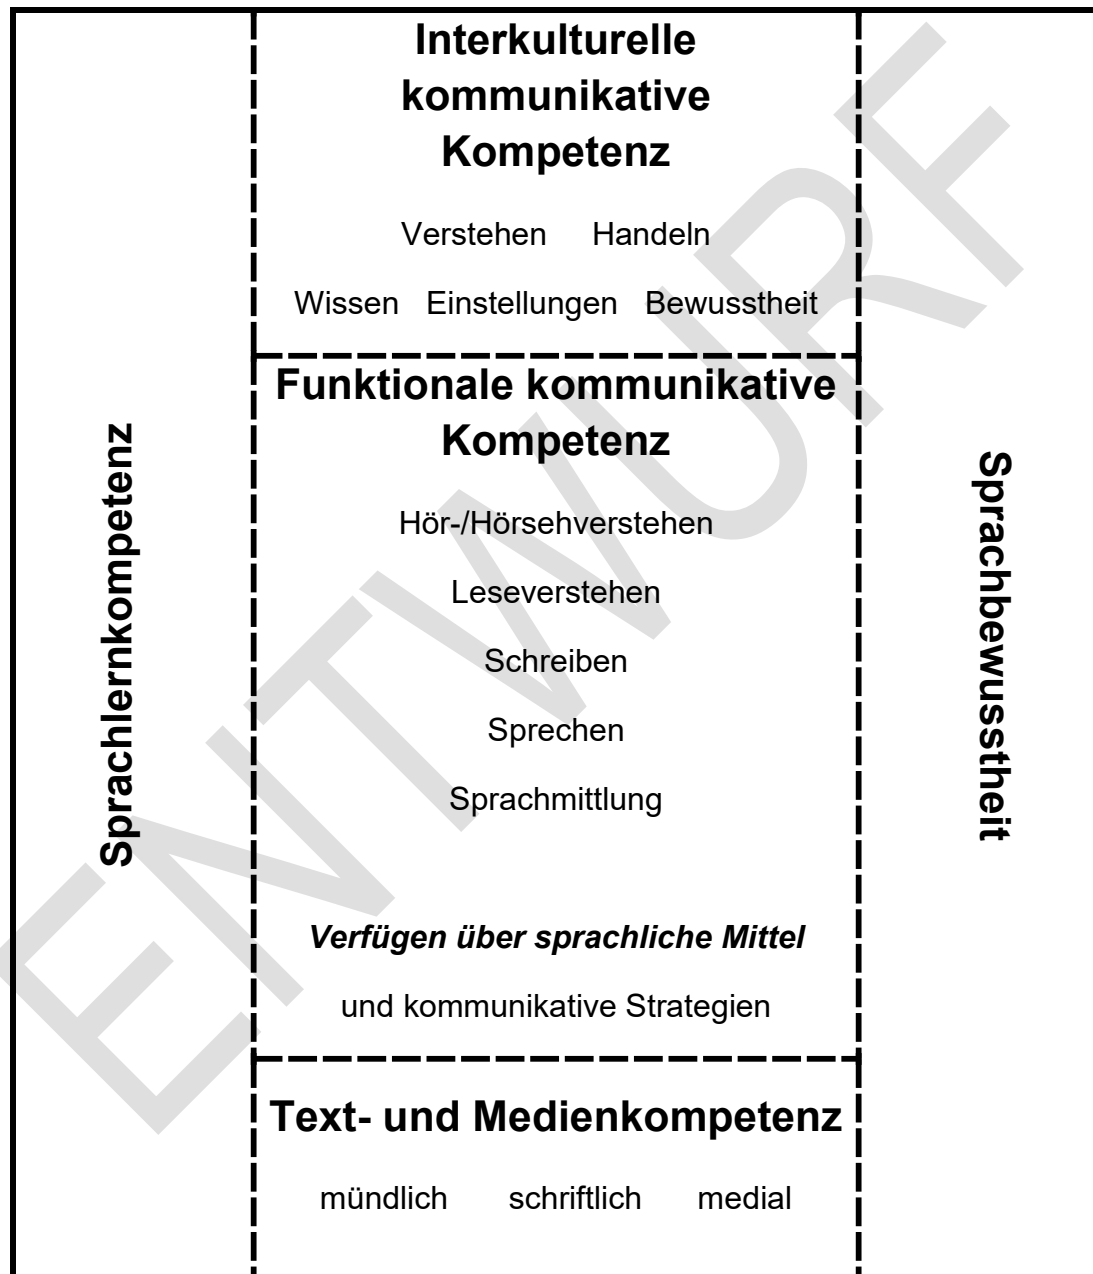 Interkulturelle
kommunikative
Kompetenz
Verstehen Handeln
Wissen Einstellungen Bewusstheit
Funktionale kommunikative
Kompetenz
Hör-/Hörsehverstehen
Leseverstehen
Schreiben
Sprechen
Sprachmittlung
Verfügen über sprachliche Mittel
und kommunikative Strategien
Text- und Medienkompetenz
mündlich schriftlich medial
Sprachlernkompetenz
Sprachbewusstheit
ENTWURF